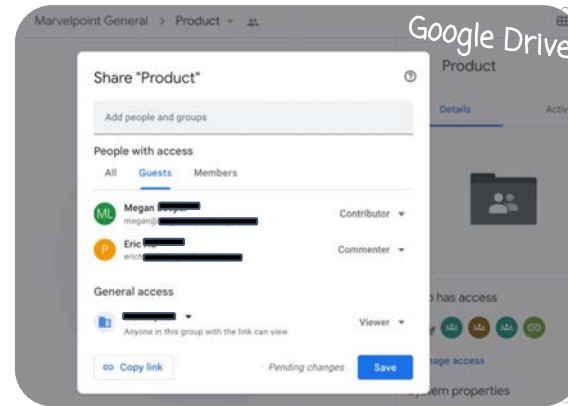 Marvelpoint General > Product
Google Drive
Share "Product"
Product
Add people and groups
Details
Activ
People with access
All Guests Members
ML
Megan
megan@
Contributor
P
Eric
erich
Commenter
General access
has access
Anyone in this group with the link can view
Viewer
Copy link
Pending changes
Save
access
properties